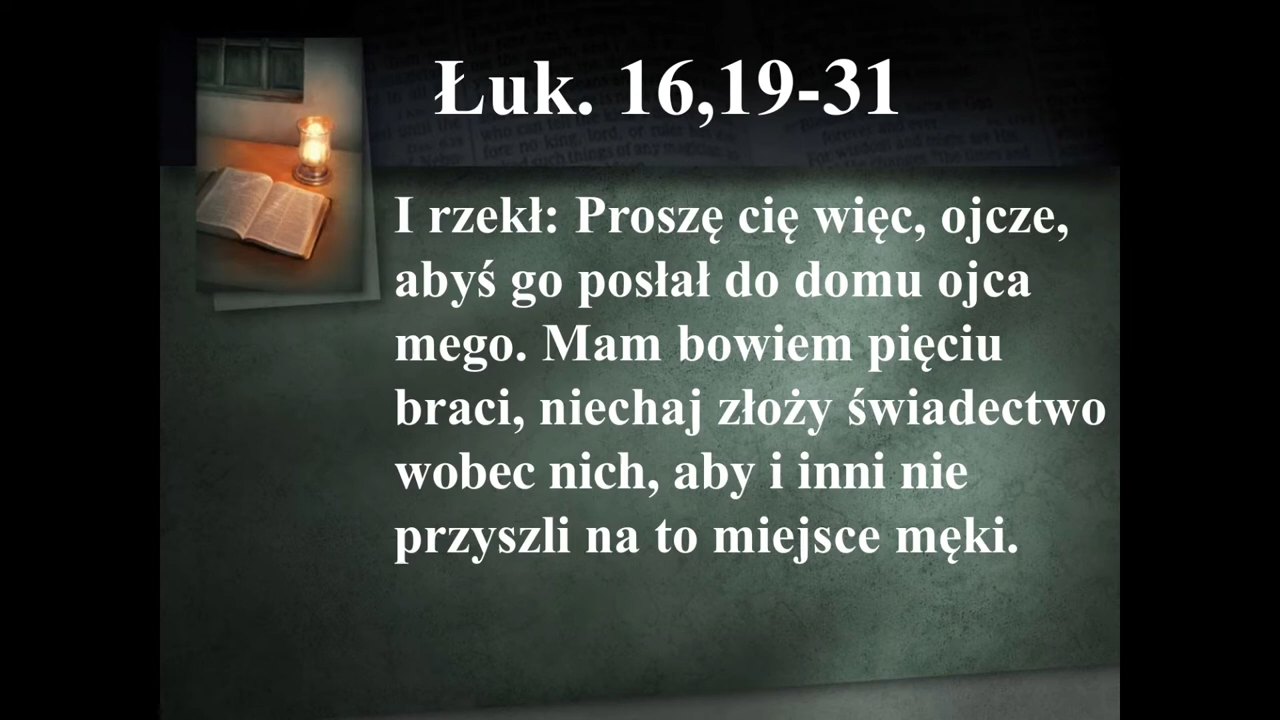 Łuk. 16,19-31
I rzekł: Proszę cię więc, ojcze,
abyś go posłał do domu ojca
mego. Mam bowiem pięciu
braci, niechaj złoży świadectwo
wobec nich, aby i inni nie
przyszli na to miejsce męki.